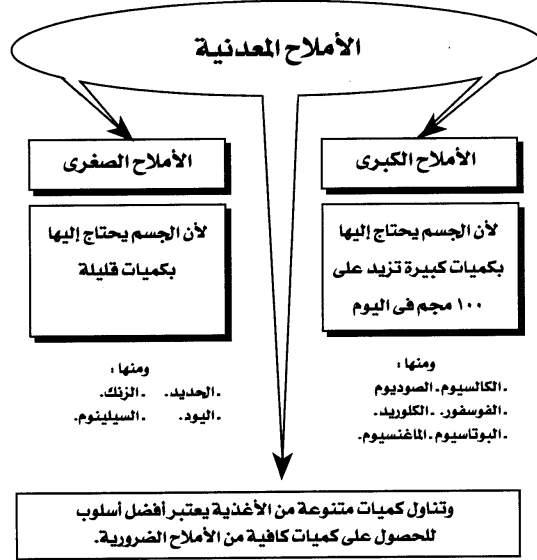 الأملاح المعدنية
الأملاح الكبرى
لأن الجسم يحتاج إليها
بكميات كبيرة تزيد على
١٠٠ مجم فى اليوم
ومنها :
.الكالسيوم.الصوديوم
.الفوسفور. .الكلوريد.
.البوتاسيوم.الماغنسيوم.
الأملاح الصغرى
لأن الجسم يحتاج إليها
بكميات قليلة
ومنها :
.الحديد. .الزنك.
.اليود. .السيلينوم.
وتناول كميات متنوعة من الأغذية يعتبر أفضل أسلوب
للحصول على كميات كافية من الأملاح الضرورية.